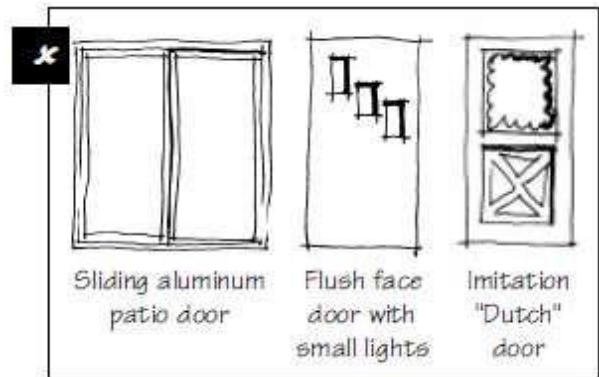 x
Sliding aluminum
patio door
Flush face
door with
small lights
Imitation
"Dutch"
door